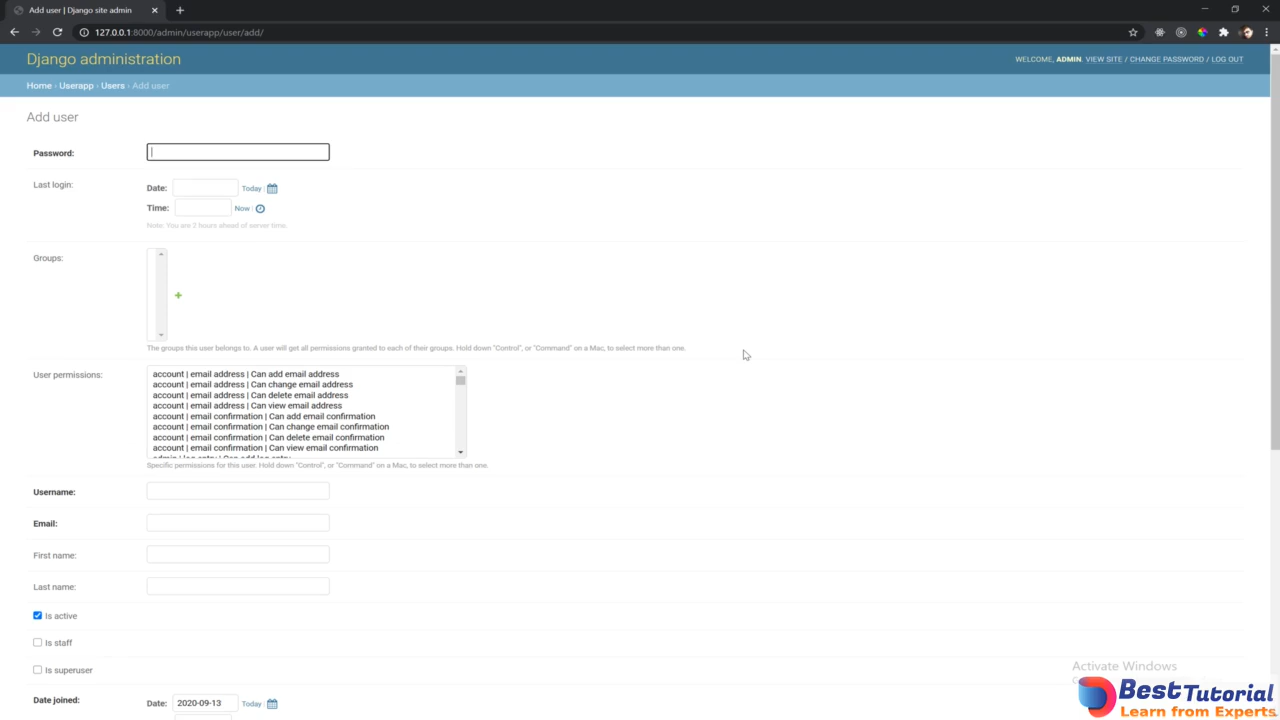 Add user | Django site admin
127.0.0.1:8000/admin/userapp/user/add/
Django administration
WELCOME, ADMIN. VIEW SITE / CHANGE PASSWORD / LOG OUT
Home › Userapp › Users › Add user
Add user
Password:
Last login:
Date: Today |
Time: Now |
Note: You are 2 hours ahead of server time.
Groups:
The groups this user belongs to. A user will get all permissions granted to each of their groups. Hold down "Control", or "Command" on a Mac, to select more than one.
User permissions:
account | email address | Can add email address
account | email address | Can change email address
account | email address | Can delete email address
account | email address | Can view email address
account | email confirmation | Can add email confirmation
account | email confirmation | Can change email confirmation
account | email confirmation | Can delete email confirmation
account | email confirmation | Can view email confirmation
admin | log entry | Can add log entry
Specific permissions for this user. Hold down "Control", or "Command" on a Mac, to select more than one.
Username:
Email:
First name:
Last name:
Is active
Is staff
Is superuser
Date joined:
Date: 2020-09-13 Today |
Activate Windows
BestTutorial
Learn from Experts